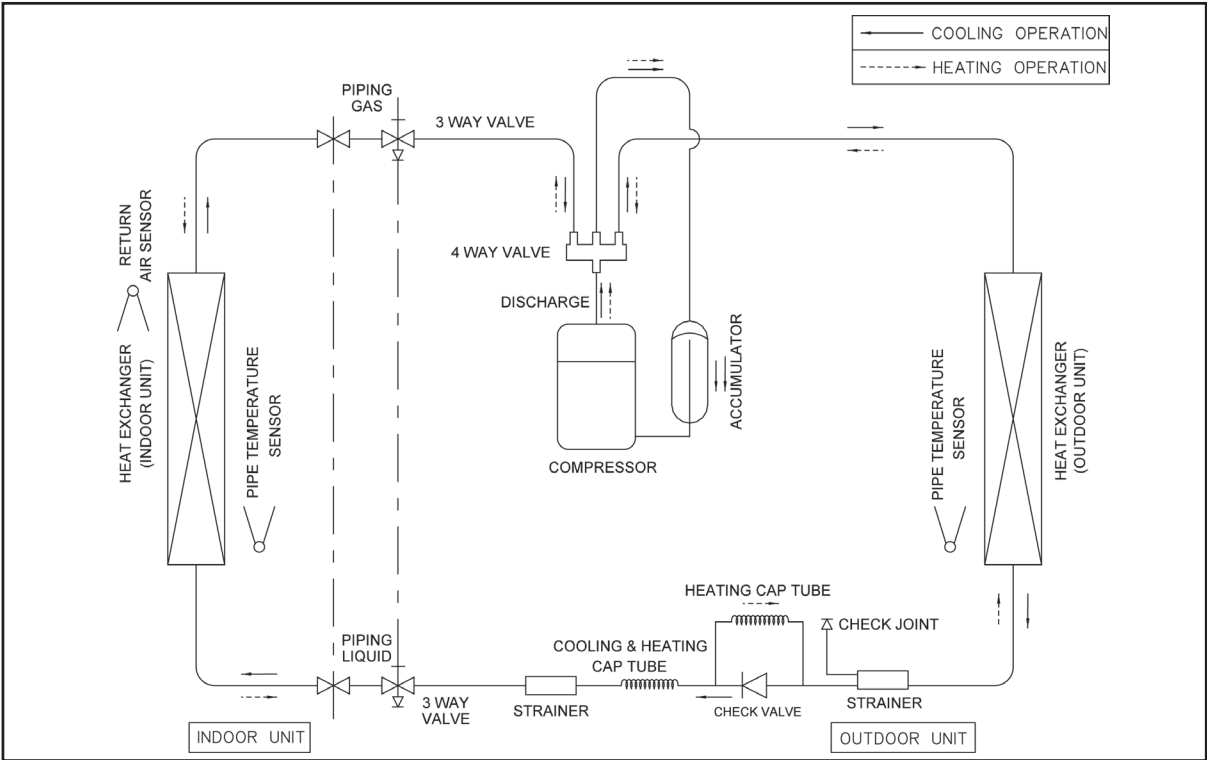 COOLING OPERATION
HEATING OPERATION
PIPING
GAS
3 WAY VALVE
RETURN
AIR SENSOR
4 WAY VALVE
DISCHARGE
HEAT EXCHANGER
(INDOOR UNIT)
PIPE TEMPERATURE
SENSOR
COMPRESSOR
ACCUMULATOR
PIPE TEMPERATURE
SENSOR
HEAT EXCHANGER
(OUTDOOR UNIT)
HEATING CAP TUBE
CHECK JOINT
PIPING
LIQUID
COOLING & HEATING
CAP TUBE
3 WAY
VALVE
STRAINER
CHECK VALVE
STRAINER
INDOOR UNIT
OUTDOOR UNIT